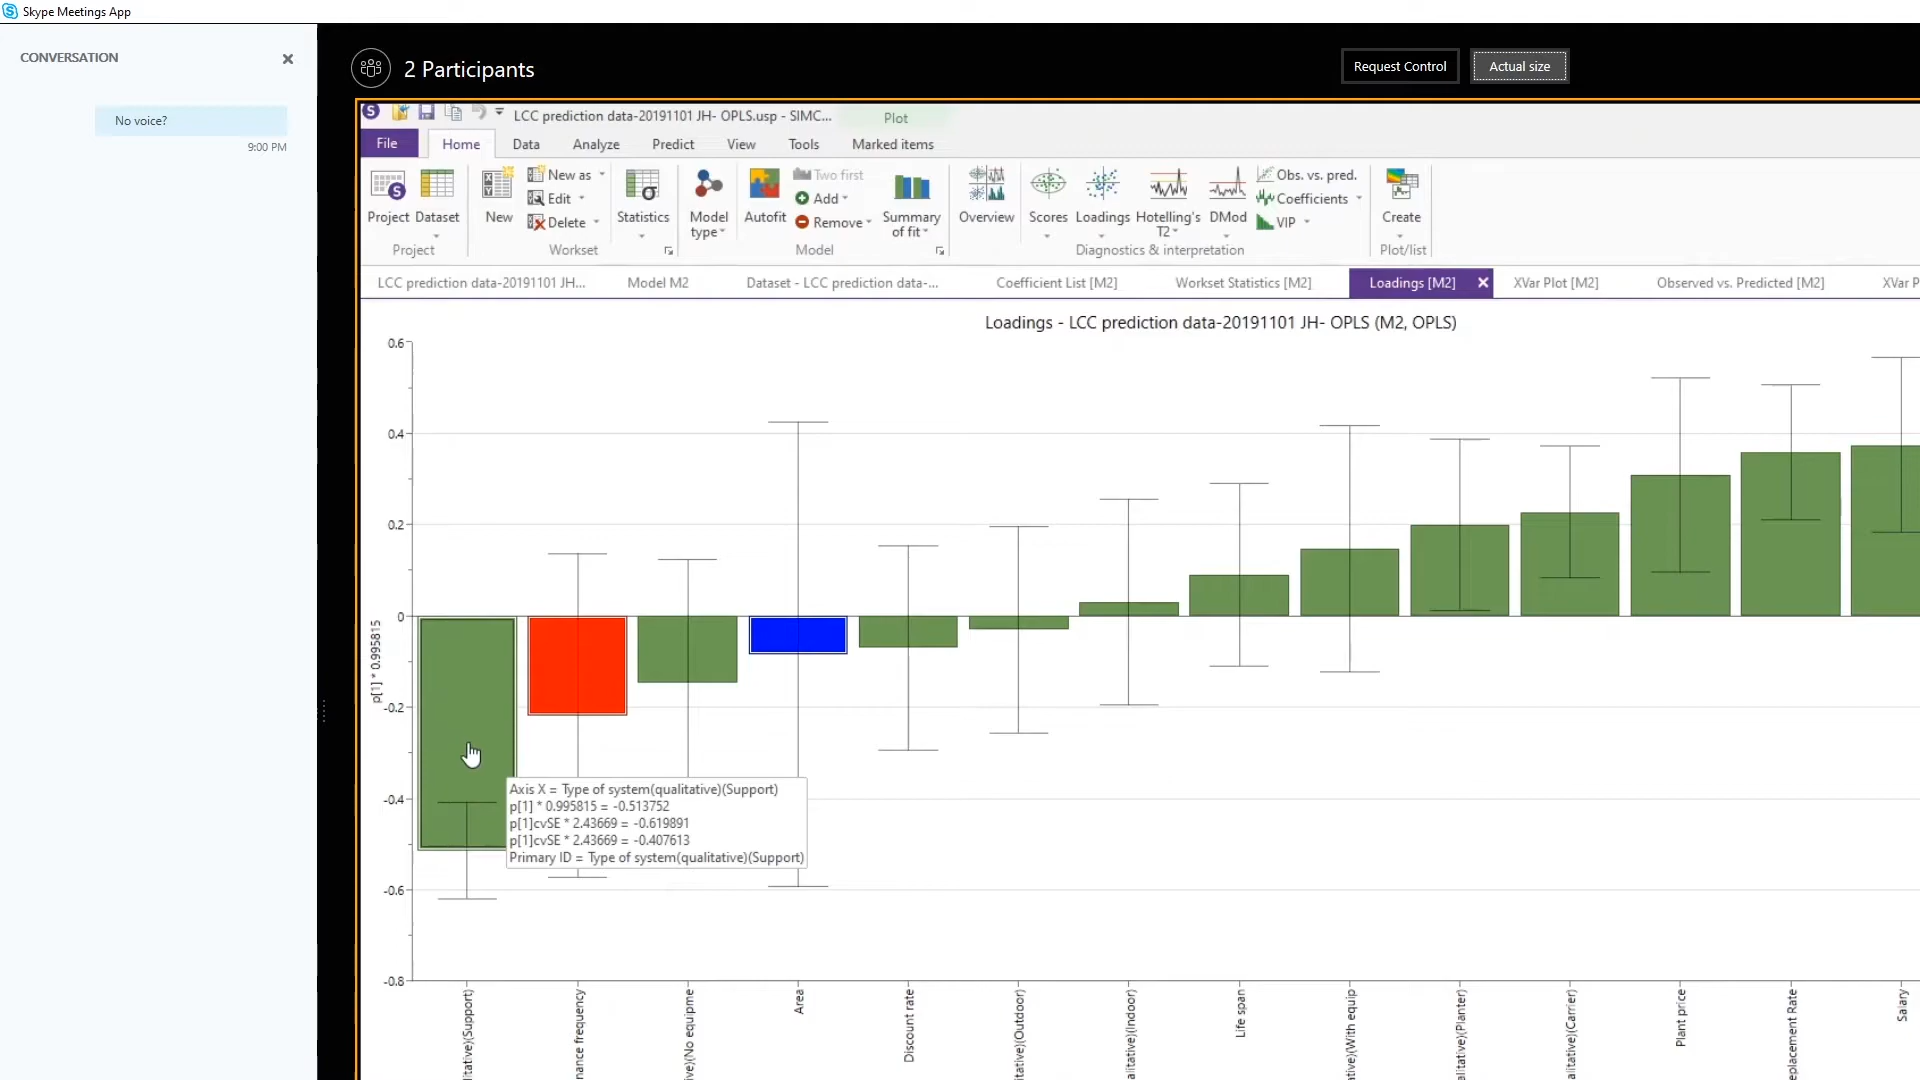 Skype Meetings App
CONVERSATION
No voice?
9:00 PM
2 Participants
Request Control
Actual size
LCC prediction data-20191101 JH- OPLS.usp - SIMC...
Plot
File
Home
Data
Analyze
Predict
View
Tools
Marked items
Project
Dataset
Project
New
New as
Edit
Delete
Statistics
Workset
Model type
Autofit
Two first
Add
Remove
Summary of fit
Model
Overview
Scores
Loadings
Hotelling's T2
DMod
Obs. vs. pred.
Coefficients
VIP
Diagnostics & interpretation
Create
Plot/list
LCC prediction data-20191101 JH...
Model M2
Dataset - LCC prediction data-...
Coefficient List [M2]
Workset Statistics [M2]
Loadings [M2]
XVar Plot [M2]
Observed vs. Predicted [M2]
XVar P
Loadings - LCC prediction data-20191101 JH- OPLS (M2, OPLS)
0.6
0.4
0.2
0
-0.2
-0.4
-0.6
-0.8
p[1] * 0.995815
Axis X = Type of system(qualitative)(Support)
p[1] * 0.995815 = -0.513752
p[1]cvSE * 2.43669 = -0.619891
p[1]cvSE * 2.43669 = -0.407613
Primary ID = Type of system(qualitative)(Support)
litative)(Support)
nance frequency
ive)(No equipme
Area
Discount rate
itative)(Outdoor)
alitative)(Indoor)
Life span
ative)(With equip
alitative)(Planter)
alitative)(Carrier)
Plant price
eplacement Rate
Salary